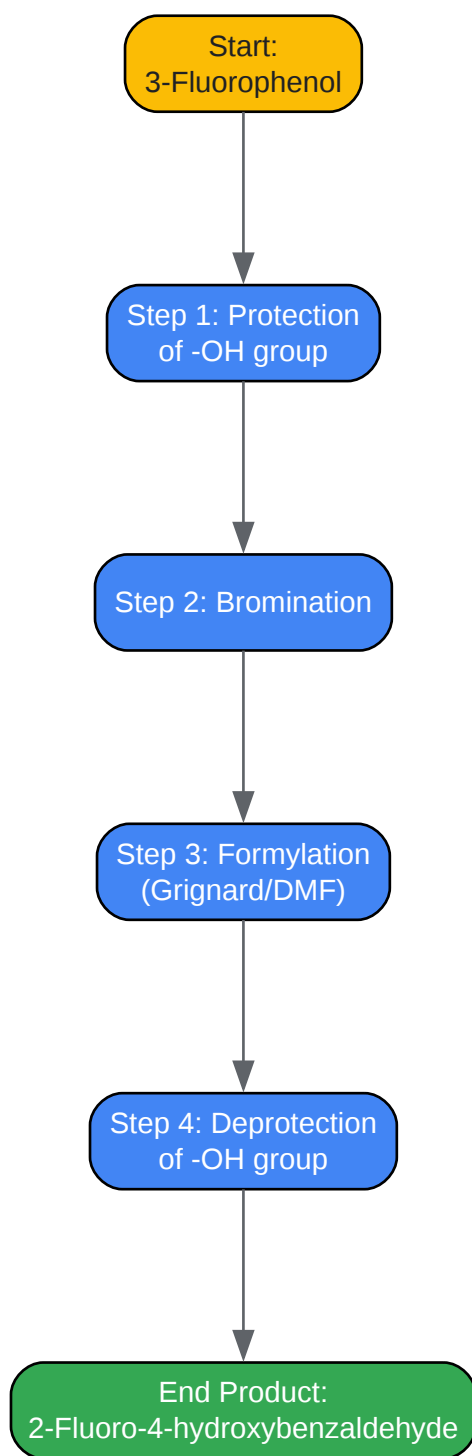 Start:
3-Fluorophenol
Step 1: Protection
of -OH group
Step 2: Bromination
Step 3: Formylation
(Grignard/DMF)
Step 4: Deprotection
of -OH group
End Product:
2-Fluoro-4-hydroxybenzaldehyde